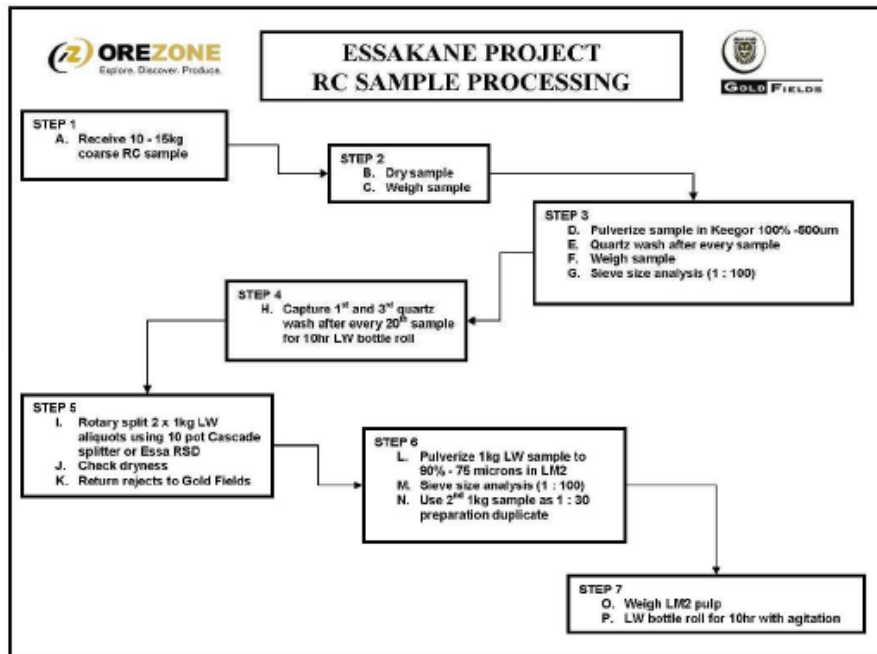 OREZONE
Explore. Discover. Produce.
ESSAKANE PROJECT
RC SAMPLE PROCESSING
GOLD FIELDS
STEP 1
A. Receive 10 - 15kg
coarse RC sample
STEP 2
B. Dry sample
C. Weigh sample
STEP 3
D. Pulverize sample in Keegor 100% -500um
E. Quartz wash after every sample
F. Weigh sample
G. Sieve size analysis (1 : 100)
STEP 4
H. Capture 1st and 3rd quartz
wash after every 20th sample
for 10hr LW bottle roll
STEP 5
I. Rotary split 2 x 1kg LW
aliquots using 10 pot Cascade
splitter or Essa RSD
J. Check dryness
K. Return rejects to Gold Fields
STEP 6
L. Pulverize 1kg LW sample to
90% - 75 microns in LM2
M. Sieve size analysis (1 : 100)
N. Use 2nd 1kg sample as 1 : 30
preparation duplicate
STEP 7
O. Weigh LM2 pulp
P. LW bottle roll for 10hr with agitation